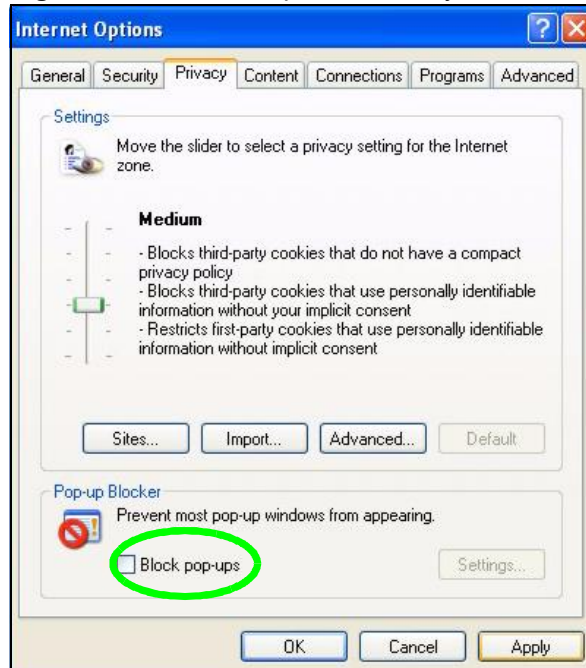 Internet Options
General Security Privacy Content Connections Programs Advanced
Settings
Move the slider to select a privacy setting for the Internet
zone.
Medium
- Blocks third-party cookies that do not have a compact
privacy policy
- Blocks third-party cookies that use personally identifiable
information without your implicit consent
- Restricts first-party cookies that use personally identifiable
information without implicit consent
Sites... Import... Advanced... Default
Pop-up Blocker
Prevent most pop-up windows from appearing.
Block pop-ups Settings...
OK Cancel Apply